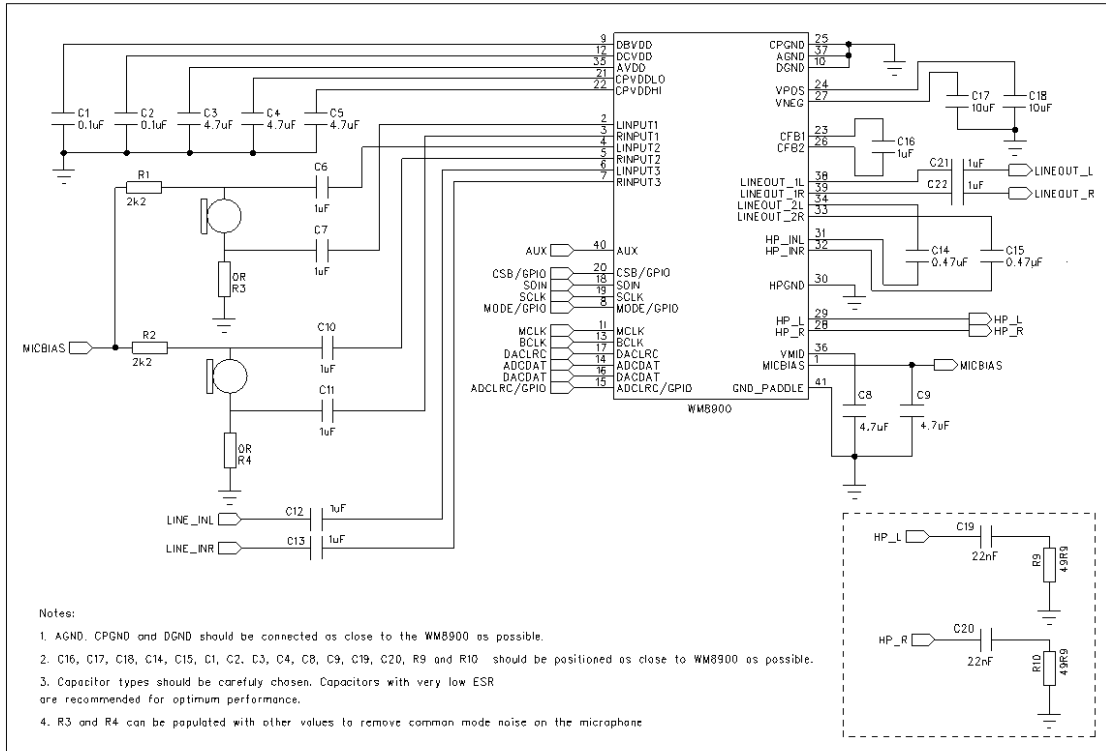 9 DBVDD
12 DCVDD
35 AVDD
21 CPVDDLO
22 CPVDDHI
2 LINPUT1
3 RINPUT1
4 LINPUT2
5 RINPUT2
6 LINPUT3
7 RINPUT3
AUX 40 AUX
CSB/GPIO 20 CSB/GPIO
SDIN 18 SDIN
SCLK 19 SCLK
MODE/GPIO 8 MODE/GPIO
MCLK 11 MCLK
BCLK 13 BCLK
DACLRC 17 DACLRC
ADCDAT 14 ADCDAT
DACDAT 16 DACDAT
ADCLRC/GPIO 15 ADCLRC/GPIO
CPGND 25
AGND 37
DGND 10
VPOS 24
VNEG 27
CFB1 23
CFB2 26
LINEOUT_1L 38
LINEOUT_1R 39
LINEOUT_2L 34
LINEOUT_2R 33
HP_INL 31
HP_INR 32
HPGND 30
HP_L 29
HP_R 28
VMID 36
MICBIAS 1
GND_PADDLE 41
WM8900
C1 0.1uF
C2 0.1uF
C3 4.7uF
C4 4.7uF
C5 4.7uF
R1 2k2
C6 1uF
C7 1uF
0R R3
MICBIAS
R2 2k2
C10 1uF
C11 1uF
0R R4
LINE_INL C12 1uF
LINE_INR C13 1uF
C17 10uF
C18 10uF
C16 1uF
C21 1uF LINEOUT_L
C22 1uF LINEOUT_R
C14 0.47uF
C15 0.47µF
HP_L
HP_R
MICBIAS
C8 4.7uF
C9 4.7uF
HP_L C19 22nF R9 49R9
HP_R C20 22nF R10 49R9
Notes:
1. AGND, CPGND and DGND should be connected as close to the WM8900 as possible.
2. C16, C17, C18, C14, C15, C1, C2, C3, C4, C8, C9, C19, C20, R9 and R10 should be positioned as close to WM8900 as possible.
3. Capacitor types should be carefuly chosen. Capacitors with very low ESR
are recommended for optimum performance.
4. R3 and R4 can be populated with other values to remove common mode noise on the microphone